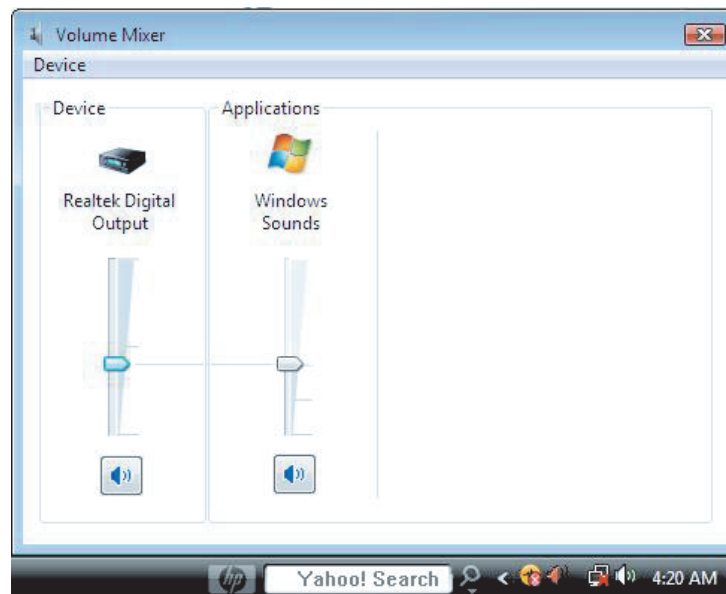 Volume Mixer
Device
Device
Applications
Realtek Digital
Output
Windows
Sounds
hp
Yahoo! Search
4:20 AM